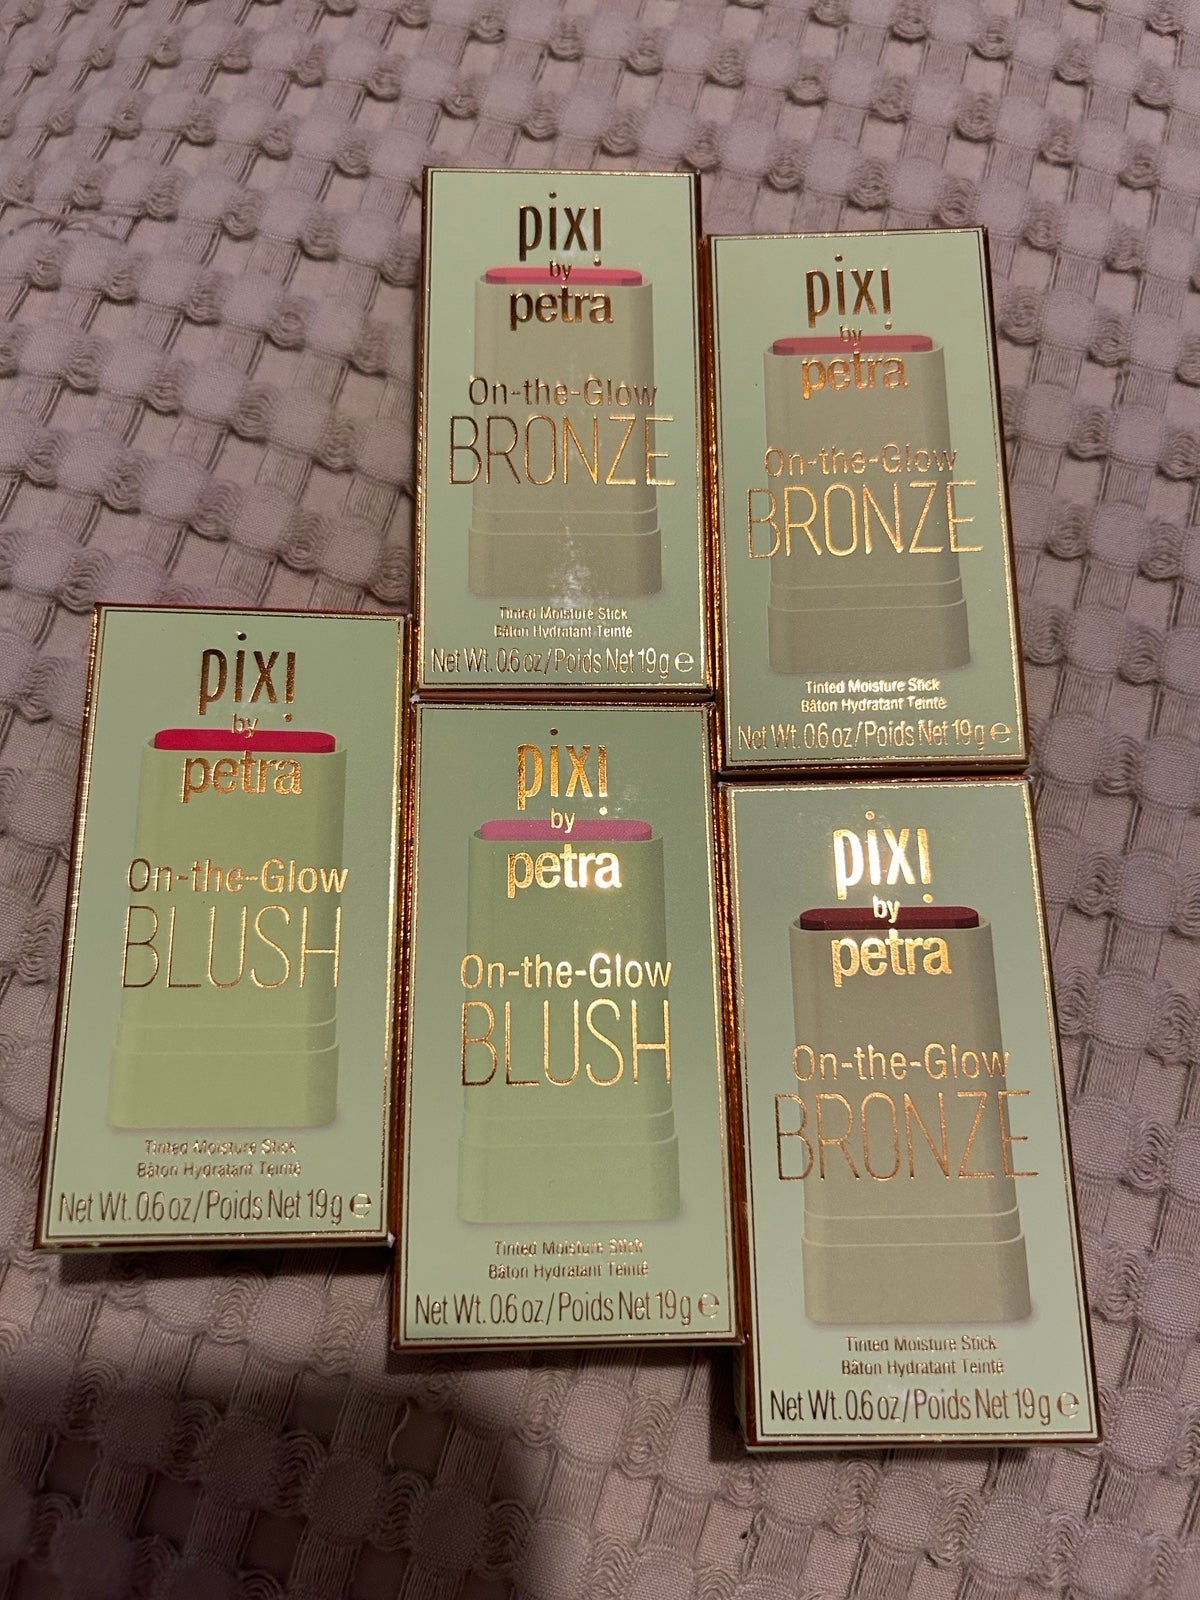 pixi
by
petra
On-the-Glow
BRONZE
Tinted Moisture Stick
Bâton Hydratant Teinté
Net Wt. 0.6 oz/Poids Net 19 g ℮
pixi
by
petra
On-the-Glow
BRONZE
Tinted Moisture Stick
Bâton Hydratant Teinté
Net Wt. 0.6 oz/Poids Net 19 g ℮
pixi
by
petra
On-the-Glow
BLUSH
Tinted Moisture Stick
Bâton Hydratant Teinté
Net Wt. 0.6 oz/Poids Net 19 g ℮
pixi
by
petra
On-the-Glow
BLUSH
Tinted Moisture Stick
Bâton Hydratant Teinté
Net Wt. 0.6 oz/Poids Net 19 g ℮
pixi
by
petra
On-the-Glow
BRONZE
Tinted Moisture Stick
Bâton Hydratant Teinté
Net Wt. 0.6 oz/Poids Net 19 g ℮